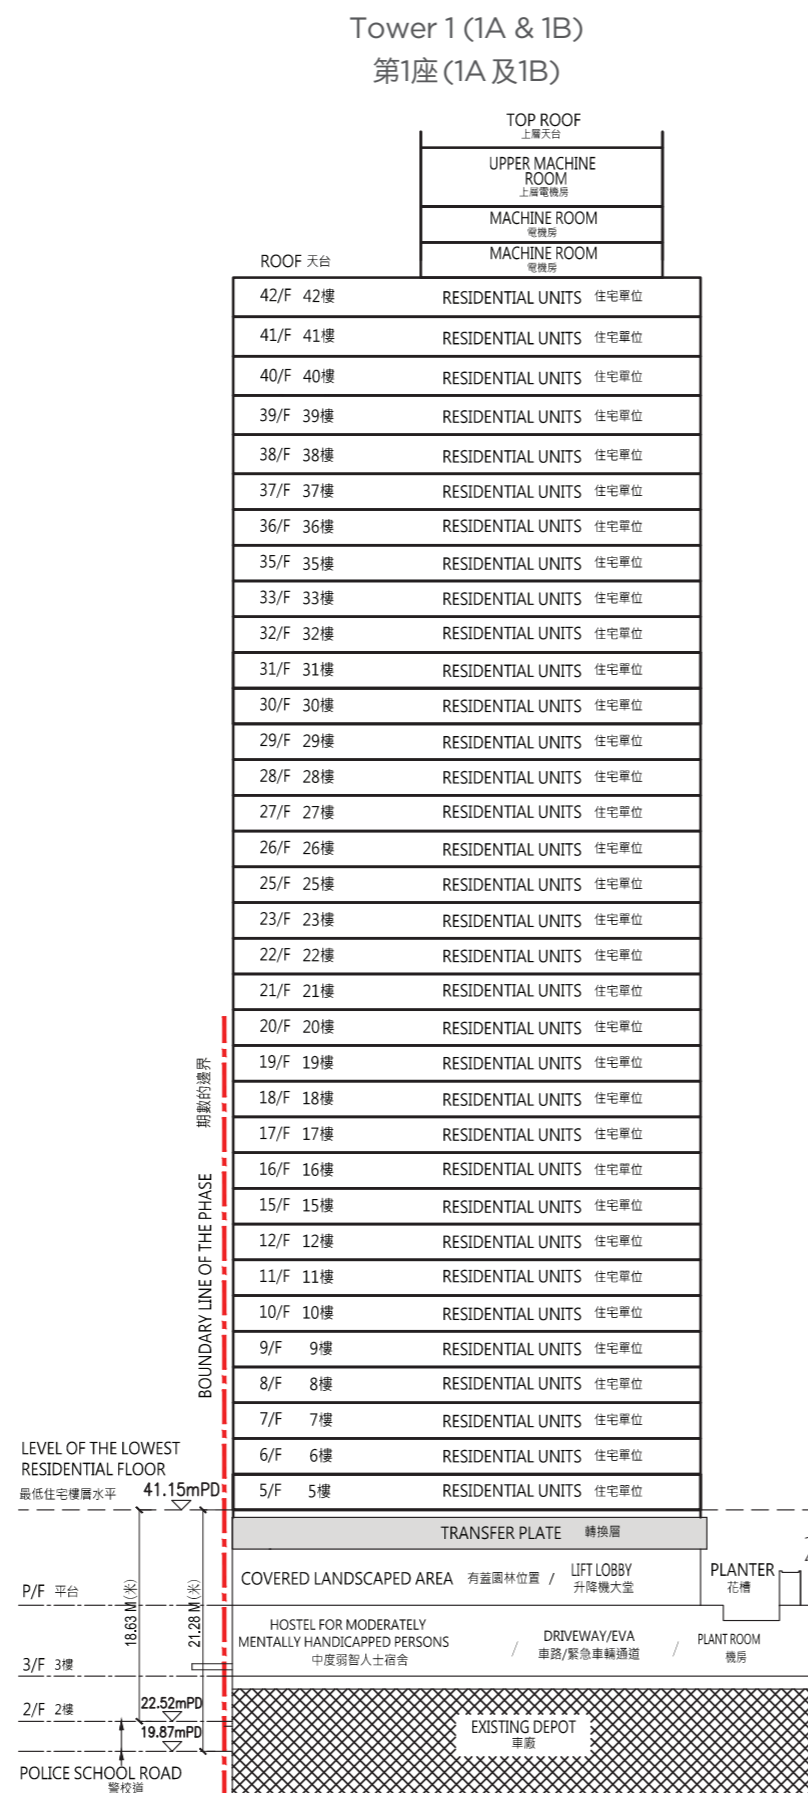 Tower 1 (1A & 1B)
第1座 (1A 及1B)
TOP ROOF
上層天台
UPPER MACHINE
ROOM
上層電機房
MACHINE ROOM
電機房
ROOF 天台
MACHINE ROOM
電機房
42/F 42樓 RESIDENTIAL UNITS 住宅單位
41/F 41樓 RESIDENTIAL UNITS 住宅單位
40/F 40樓 RESIDENTIAL UNITS 住宅單位
39/F 39樓 RESIDENTIAL UNITS 住宅單位
38/F 38樓 RESIDENTIAL UNITS 住宅單位
37/F 37樓 RESIDENTIAL UNITS 住宅單位
36/F 36樓 RESIDENTIAL UNITS 住宅單位
35/F 35樓 RESIDENTIAL UNITS 住宅單位
33/F 33樓 RESIDENTIAL UNITS 住宅單位
32/F 32樓 RESIDENTIAL UNITS 住宅單位
31/F 31樓 RESIDENTIAL UNITS 住宅單位
30/F 30樓 RESIDENTIAL UNITS 住宅單位
29/F 29樓 RESIDENTIAL UNITS 住宅單位
28/F 28樓 RESIDENTIAL UNITS 住宅單位
27/F 27樓 RESIDENTIAL UNITS 住宅單位
26/F 26樓 RESIDENTIAL UNITS 住宅單位
25/F 25樓 RESIDENTIAL UNITS 住宅單位
23/F 23樓 RESIDENTIAL UNITS 住宅單位
22/F 22樓 RESIDENTIAL UNITS 住宅單位
21/F 21樓 RESIDENTIAL UNITS 住宅單位
20/F 20樓 RESIDENTIAL UNITS 住宅單位
19/F 19樓 RESIDENTIAL UNITS 住宅單位
18/F 18樓 RESIDENTIAL UNITS 住宅單位
17/F 17樓 RESIDENTIAL UNITS 住宅單位
16/F 16樓 RESIDENTIAL UNITS 住宅單位
15/F 15樓 RESIDENTIAL UNITS 住宅單位
12/F 12樓 RESIDENTIAL UNITS 住宅單位
11/F 11樓 RESIDENTIAL UNITS 住宅單位
10/F 10樓 RESIDENTIAL UNITS 住宅單位
9/F 9樓 RESIDENTIAL UNITS 住宅單位
8/F 8樓 RESIDENTIAL UNITS 住宅單位
7/F 7樓 RESIDENTIAL UNITS 住宅單位
6/F 6樓 RESIDENTIAL UNITS 住宅單位
5/F 5樓 RESIDENTIAL UNITS 住宅單位
BOUNDARY LINE OF THE PHASE 期數的邊界
LEVEL OF THE LOWEST
RESIDENTIAL FLOOR
最低住宅樓層水平 41.15mPD
TRANSFER PLATE 轉換層
P/F 平台
18.63 M (米)
21.28 M (米)
COVERED LANDSCAPED AREA 有蓋園林位置 / LIFT LOBBY
升降機大堂
PLANTER
花槽
HOSTEL FOR MODERATELY
MENTALLY HANDICAPPED PERSONS
中度弱智人士宿舍
/ DRIVEWAY/EVA
車路/緊急車輛通道
/ PLANT ROOM
機房
3/F 3樓
2/F 2樓
22.52mPD
19.87mPD
EXISTING DEPOT
車廠
POLICE SCHOOL ROAD
警校道